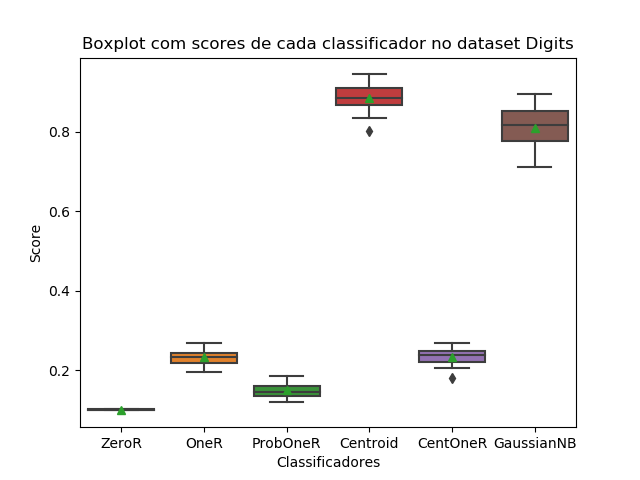 Boxplot com scores de cada classificador no dataset Digits
0.8
0.6
0.4
0.2
Score
ZeroR OneR ProbOneR Centroid CentOneR GaussianNB
Classificadores